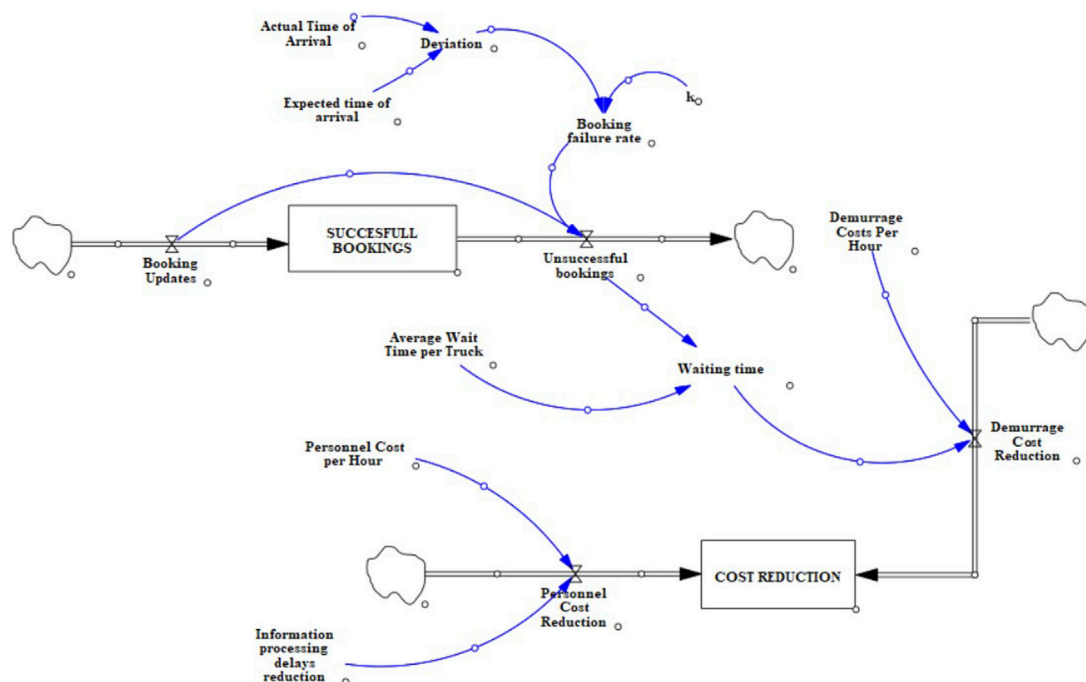 Actual Time of
Arrival
Deviation
Expected time of
arrival
k
Booking
failure rate
SUCCESFULL
BOOKINGS
Booking
Updates
Unsuccessful
bookings
Demurrage
Costs Per
Hour
Average Wait
Time per Truck
Waiting time
Personnel Cost
per Hour
Demurrage
Cost
Reduction
COST REDUCTION
Personnel
Cost
Reduction
Information
processing
delays
reduction